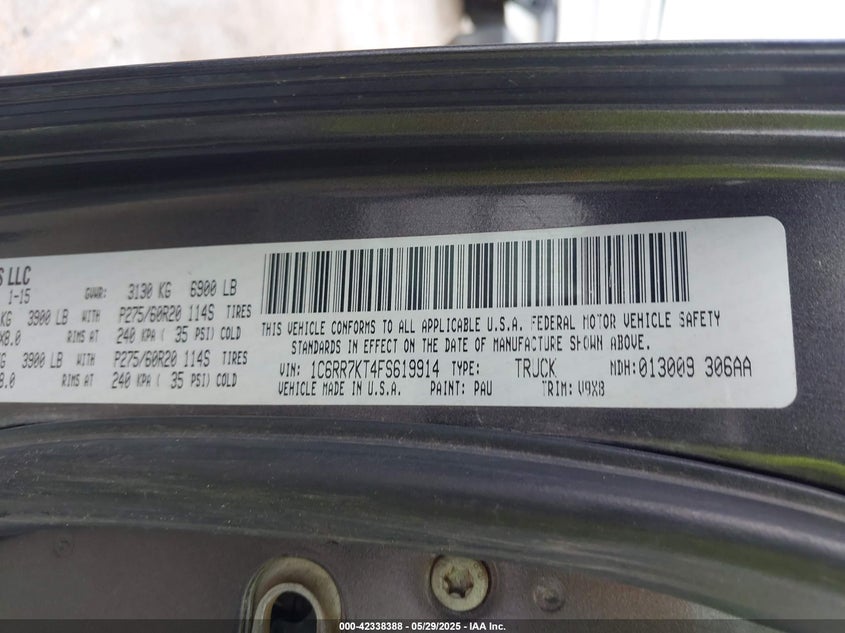 S LLC
1-15 GVWR: 3130 KG 6900 LB
KG 3900 LB WITH P275/60R20 114S TIRES
X8.0 RIMS AT 240 KPA ( 35 PSI) COLD
KG 3900 LB WITH P275/60R20 114S TIRES
8.0 RIMS AT 240 KPA ( 35 PSI) COLD
THIS VEHICLE CONFORMS TO ALL APPLICABLE U.S.A. FEDERAL MOTOR VEHICLE SAFETY
STANDARDS IN EFFECT ON THE DATE OF MANUFACTURE SHOWN ABOVE.
VIN: 1C6RR7KT4FS619914 TYPE: TRUCK MDH: 013009 306AA
VEHICLE MADE IN U.S.A. PAINT: PAU TRIM: V9X8
000-42338388 - 05/29/2025 - IAA Inc.